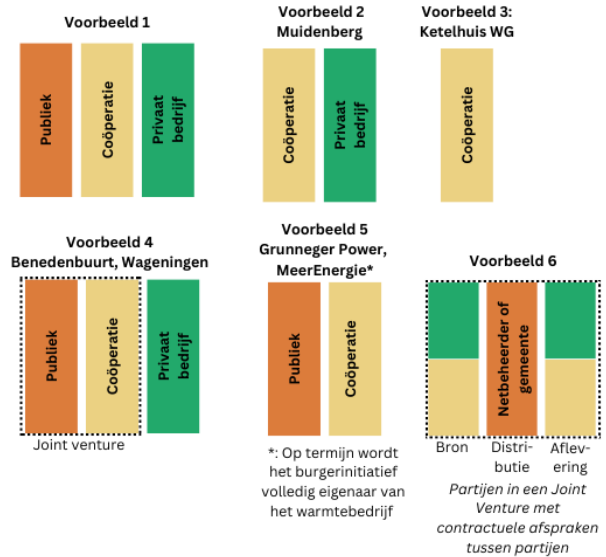 Voorbeeld 1
Publiek
Coöperatie
Privaat
bedrijf
Voorbeeld 2
Muidenberg
Coöperatie
Privaat
bedrijf
Voorbeeld 3:
Ketelhuis WG
Coöperatie
Voorbeeld 4
Benedenbuurt, Wageningen
Publiek
Coöperatie
Privaat
bedrijf
Joint venture
Voorbeeld 5
Grunneger Power,
MeerEnergie*
Publiek
Coöperatie
*: Op termijn wordt
het burgerinitiatief
volledig eigenaar van
het warmtebedrijf
Voorbeeld 6
Netbeheerder of
gemeente
Bron
Distri-
butie
Aflev-
ering
Partijen in een Joint
Venture met
contractuele afspraken
tussen partijen